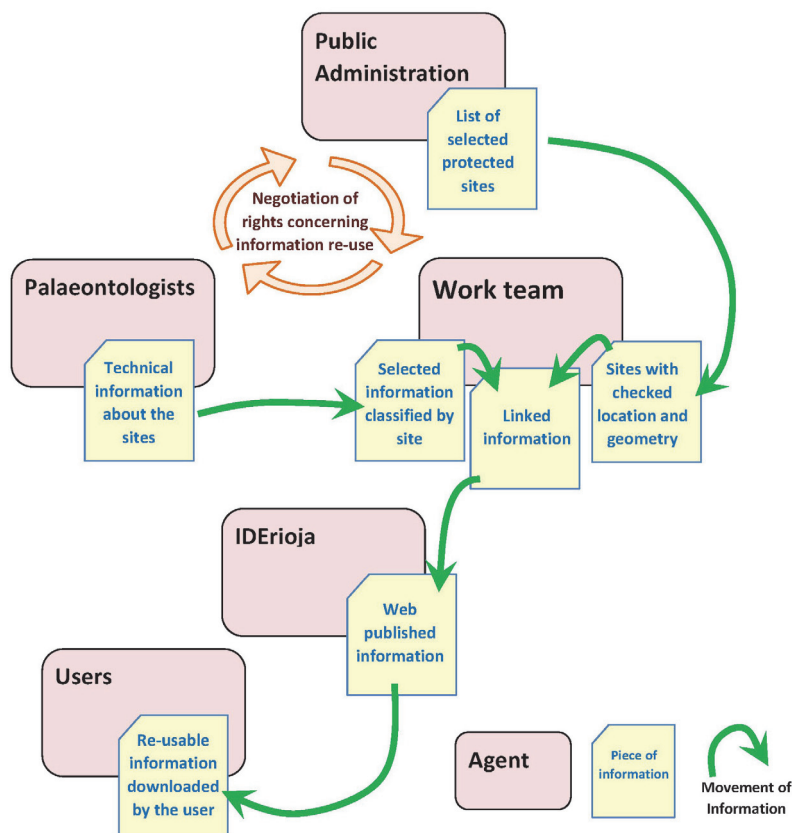 Public
Administration
List of
selected
protected
sites
Negotiation of
rights concerning
information re-use
Palaeontologists
Technical
information
about the
sites
Work team
Selected
information
classified by
site
Linked
information
Sites with
checked
location and
geometry
IDErioja
Web
published
information
Users
Re-usable
information
downloaded
by the user
Agent
Piece of
information
Movement of
Information